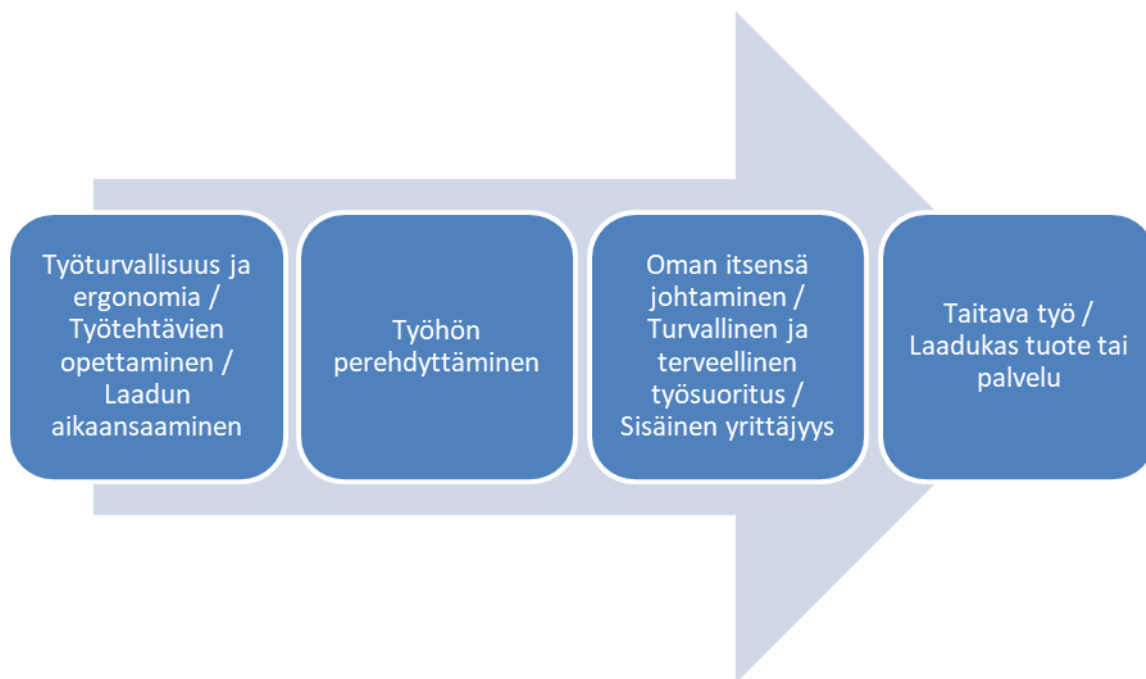 Työturvallisuus ja
ergonomia /
Työtehtävien
opettaminen /
Laadun
aikaansaaminen
Työhön
perehdyttäminen
Oman itsensä
johtaminen /
Turvallinen ja
terveellinen
työsuoritus /
Sisäinen yrittäjyys
Taitava työ /
Laadukas tuote tai
palvelu